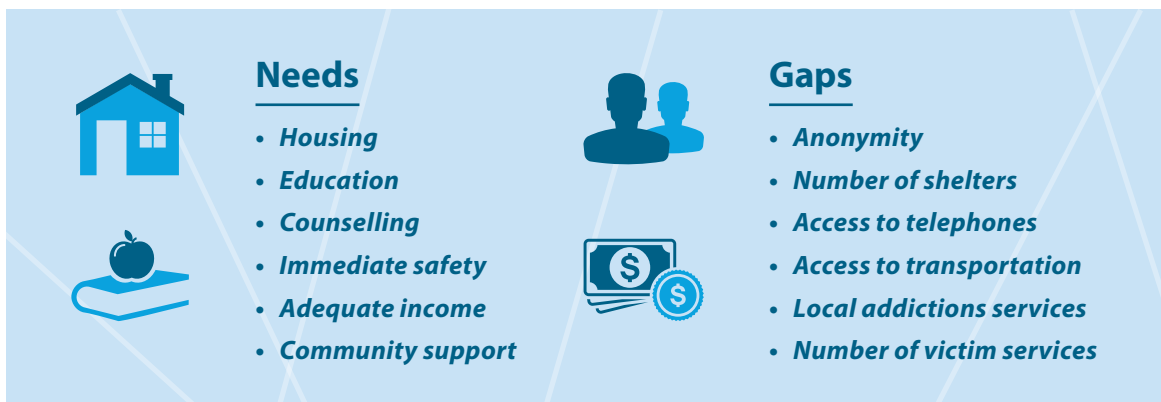 Needs
• Housing
• Education
• Counselling
• Immediate safety
• Adequate income
• Community support
$
$
Gaps
• Anonymity
• Number of shelters
• Access to telephones
• Access to transportation
• Local addictions services
• Number of victim services